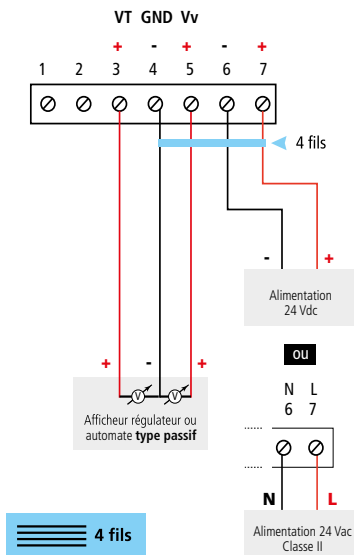 VT GND Vv
+ - + - +
1 2 3 4 5 6 7
4 fils
- +
Alimentation
24 Vdc
ou
+ - +
V V
Afficheur régulateur ou
automate type passif
N L
6 7
N L
4 fils
Alimentation 24 Vac
Classe II